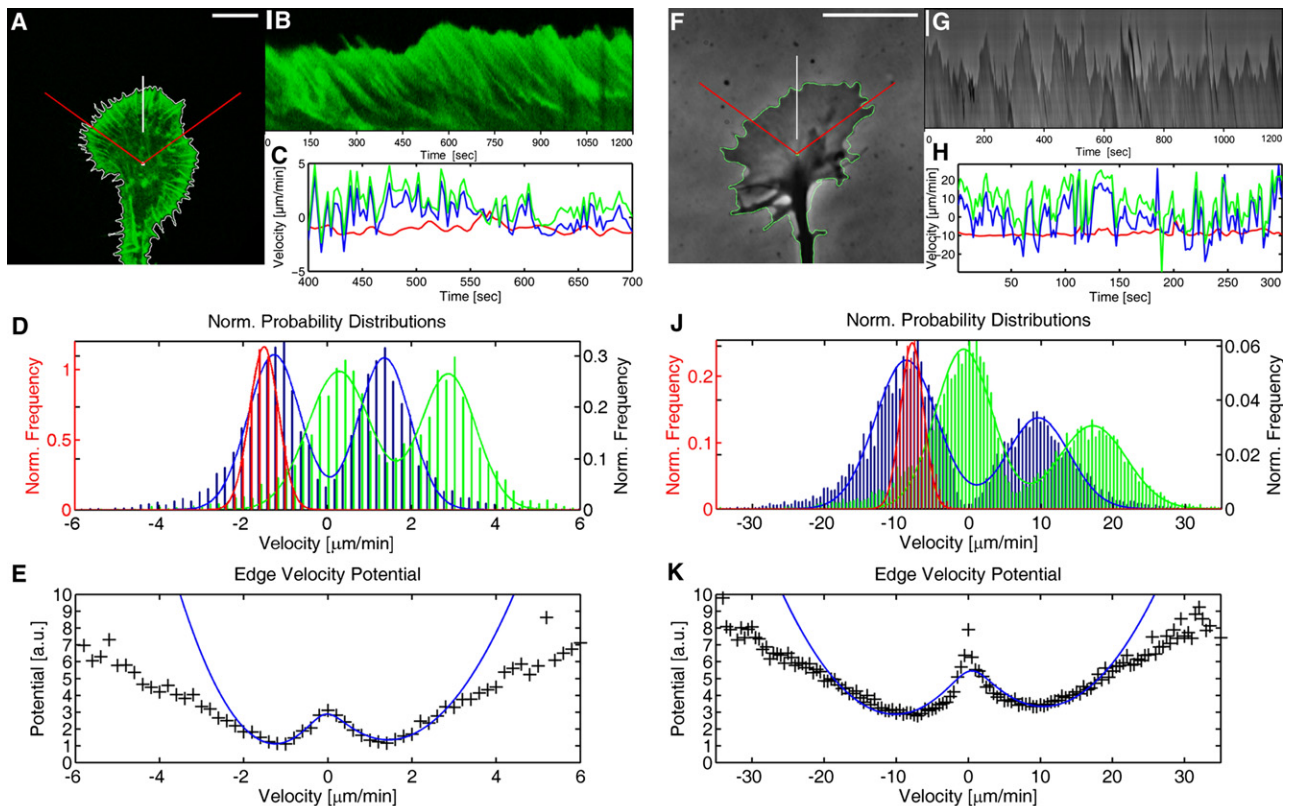 A
B
0 150 300 450 600 750 900 1050 1200
Time [sec]
C
Velocity [µm/min]
5
0
−5
400 450 500 550 600 650 700
Time [sec]
F
G
0 200 400 600 800 1000 1200
Time [sec]
H
Velocity [µm/min]
20
10
0
-10
−20
50 100 150 200 250 300
Time [sec]
D
Norm. Probability Distributions
Norm. Frequency
1
0.5
0
0.3
0.2
0.1
0
Norm. Frequency
-6 -4 -2 0 2 4 6
Velocity [µm/min]
J
Norm. Probability Distributions
Norm. Frequency
0.2
0.1
0
0.06
0.04
0.02
0
Norm. Frequency
-30 -20 -10 0 10 20 30
Velocity [µm/min]
E
Edge Velocity Potential
Potential [a.u.]
10
9
8
7
6
5
4
3
2
1
0
-6 -4 -2 0 2 4 6
Velocity [µm/min]
K
Edge Velocity Potential
Potential [a.u.]
10
9
8
7
6
5
4
3
2
1
0
-30 -20 -10 0 10 20 30
Velocity [µm/min]